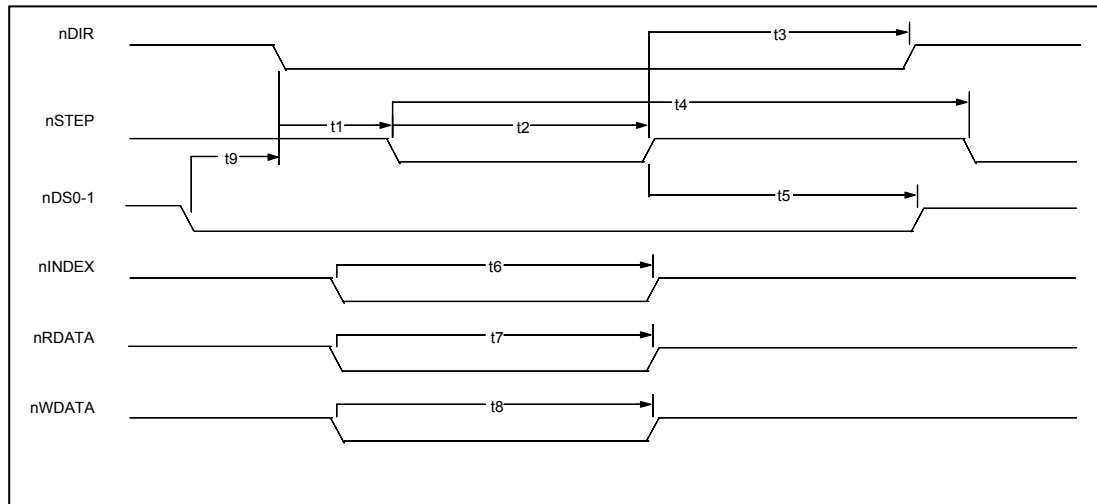 nDIR
t3
t4
nSTEP
t1
t2
t9
nDS0-1
t5
nINDEX
t6
nRDATA
t7
nWDATA
t8